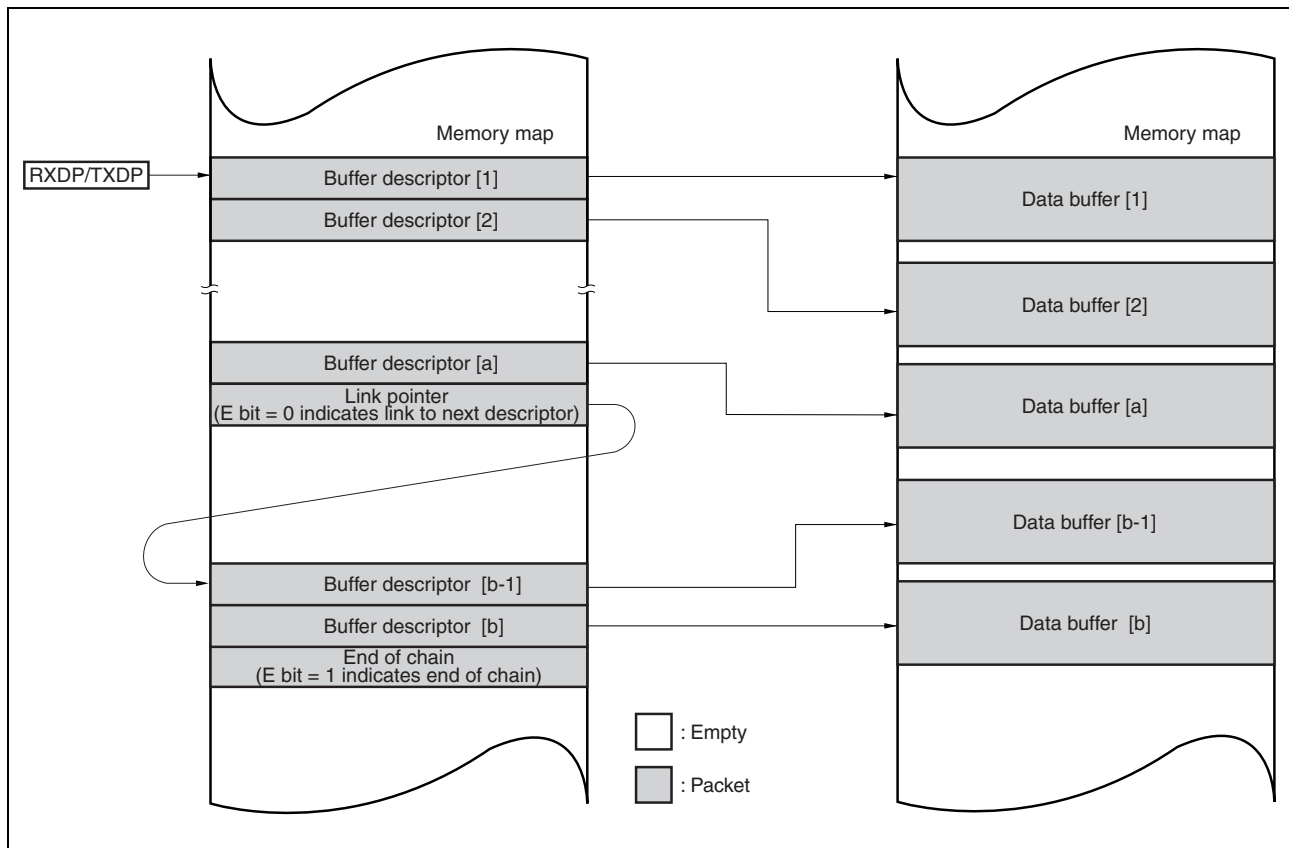 Memory map
RXDP/TXDP
Buffer descriptor [1]
Buffer descriptor [2]
Buffer descriptor [a]
Link pointer
(E bit = 0 indicates link to next descriptor)
Buffer descriptor  [b-1]
Buffer descriptor  [b]
End of chain
(E bit = 1 indicates end of chain)
Memory map
Data buffer [1]
Data buffer [2]
Data buffer [a]
Data buffer [b-1]
Data buffer  [b]
: Empty
: Packet